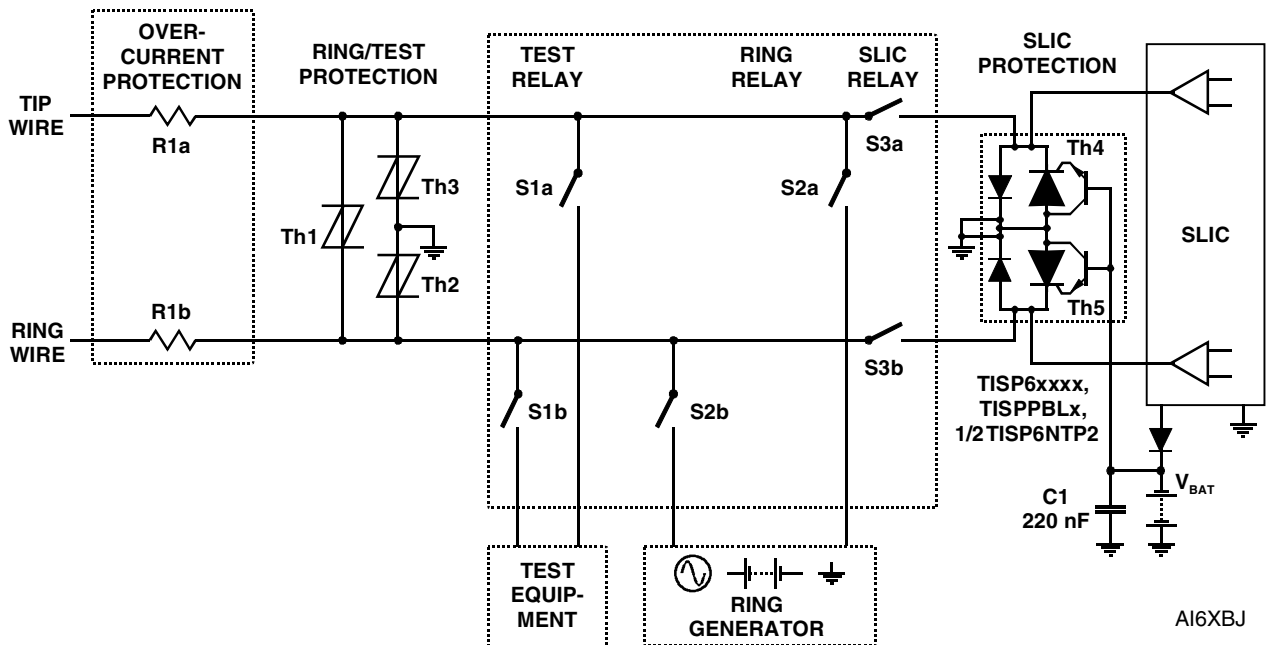 OVER-
CURRENT
PROTECTION
RING/TEST
PROTECTION
TEST
RELAY
RING
RELAY
SLIC
RELAY
SLIC
PROTECTION
TIP
WIRE
R1a
S3a
Th4
Th3
S1a
S2a
Th1
SLIC
Th2
R1b
Th5
RING
WIRE
S3b
S1b
S2b
TISP6xxxx,
TISPPBLx,
1/2 TISP6NTP2
VBAT
C1
220 nF
TEST
EQUIP-
MENT
RING
GENERATOR
AI6XBJ